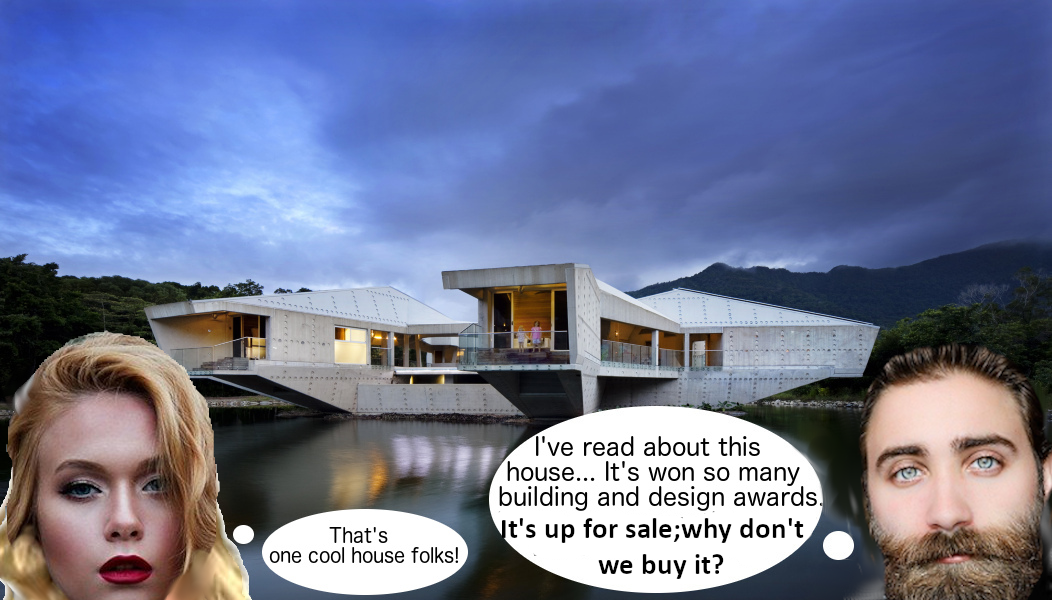 That's
one cool house folks!
I've read about this
house... It's won so many
building and design awards.
It's up for sale;why don't
we buy it?